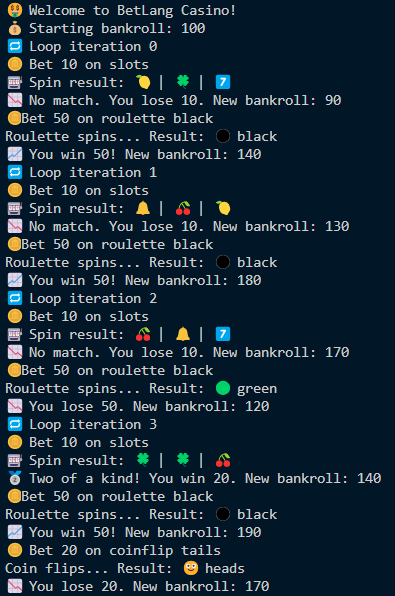 🤑 Welcome to BetLang Casino!
💰 Starting bankroll: 100
🔁 Loop iteration 0
🪙 Bet 10 on slots
🎰 Spin result: 🍋 | 🍀 | 7️⃣
📉 No match. You lose 10. New bankroll: 90
🪙Bet 50 on roulette black
Roulette spins... Result: ⚫ black
📈 You win 50! New bankroll: 140
🔁 Loop iteration 1
🪙 Bet 10 on slots
🎰 Spin result: 🔔 | 🍒 | 🍋
📉 No match. You lose 10. New bankroll: 130
🪙Bet 50 on roulette black
Roulette spins... Result: ⚫ black
📈 You win 50! New bankroll: 180
🔁 Loop iteration 2
🪙 Bet 10 on slots
🎰 Spin result: 🍒 | 🔔 | 7️⃣
📉 No match. You lose 10. New bankroll: 170
🪙Bet 50 on roulette black
Roulette spins... Result: 🟢 green
📉 You lose 50. New bankroll: 120
🔁 Loop iteration 3
🪙 Bet 10 on slots
🎰 Spin result: 🍀 | 🍀 | 🍒
🥈 Two of a kind! You win 20. New bankroll: 140
🪙Bet 50 on roulette black
Roulette spins... Result: ⚫ black
📈 You win 50! New bankroll: 190
🪙 Bet 20 on coinflip tails
Coin flips... Result: 🙂 heads
📉 You lose 20. New bankroll: 170